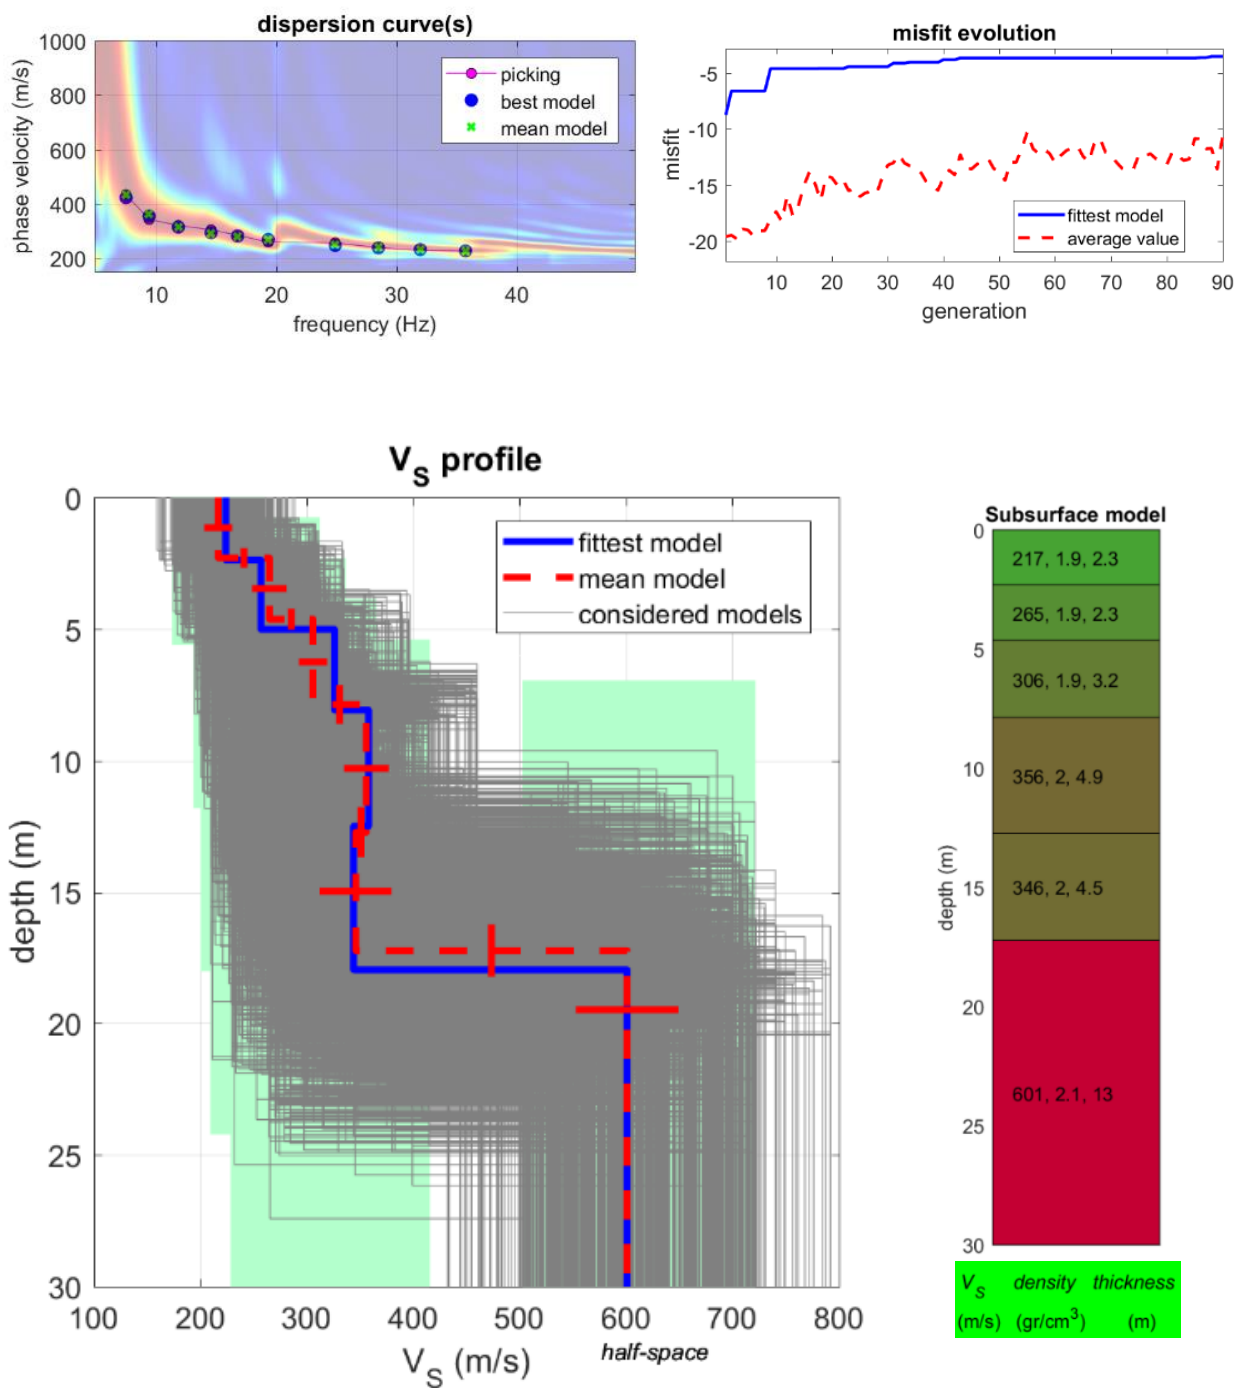 dispersion curve(s)
1000
800
600
400
200
phase velocity (m/s)
picking
best model
mean model
10
20
30
40
frequency (Hz)
misfit evolution
-5
-10
-15
-20
misfit
fittest model
average value
10
20
30
40
50
60
70
80
90
generation
VS profile
0
5
10
15
20
25
30
depth (m)
fittest model
mean model
considered models
100
200
300
400
500
600
700
800
VS (m/s)
half-space
Subsurface model
0
5
10
15
20
25
30
depth (m)
217, 1.9, 2.3
265, 1.9, 2.3
306, 1.9, 3.2
356, 2, 4.9
346, 2, 4.5
601, 2.1, 13
VS density thickness
(m/s) (gr/cm³) (m)